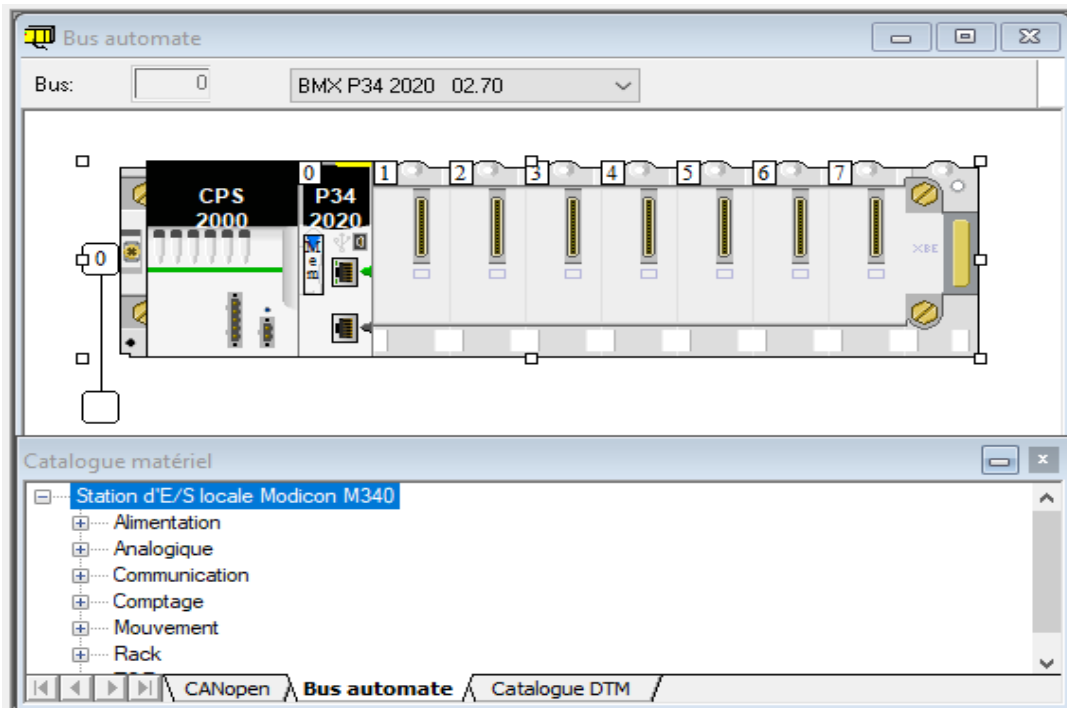 Bus automate
Bus: 0 BMX P34 2020 02.70
0 1 2 3 4 5 6 7
CPS 2000
P34 2020
Mem
XBE
0
Catalogue matériel
Station d'E/S locale Modicon M340
Alimentation
Analogique
Communication
Comptage
Mouvement
Rack
CANopen Bus automate Catalogue DTM